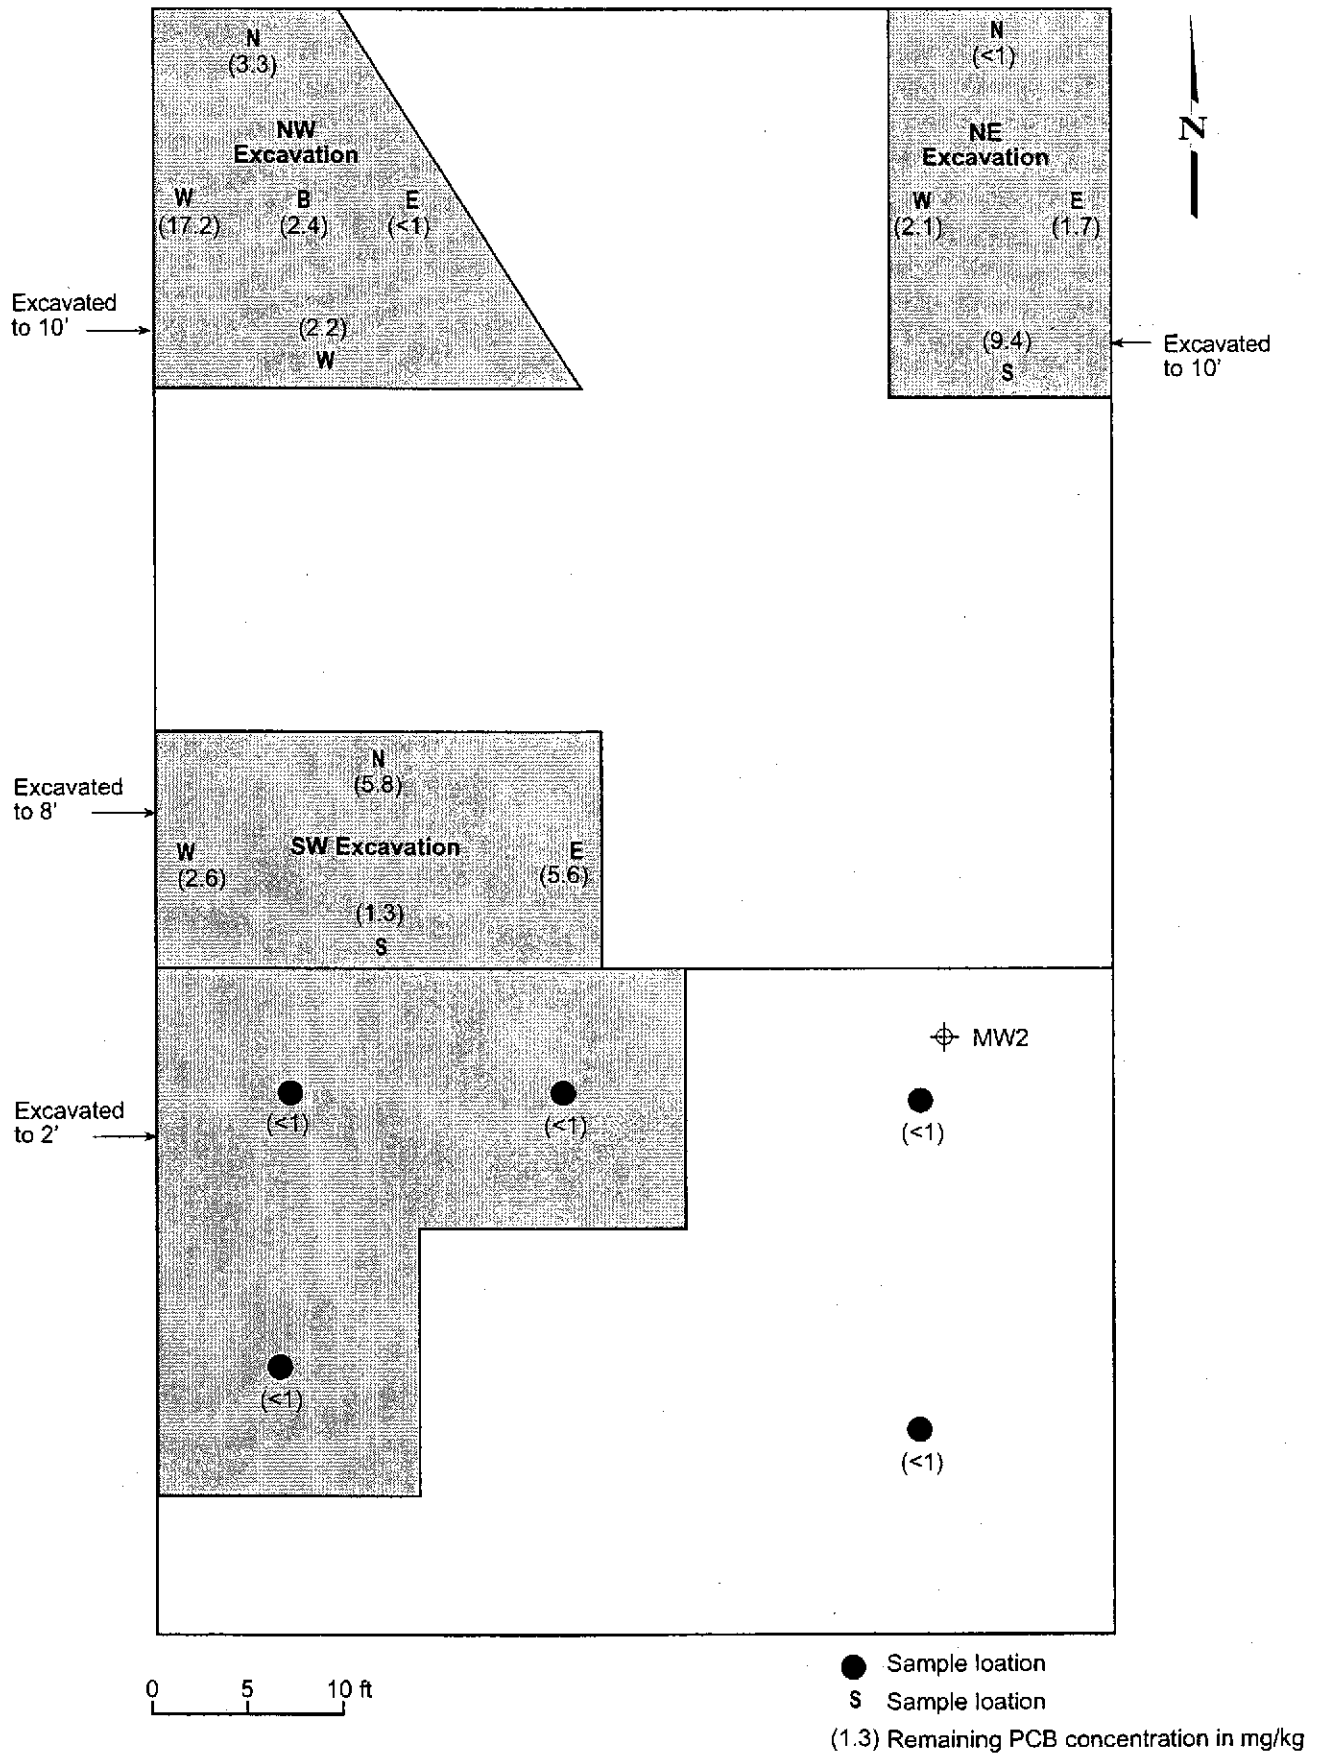 N
(3.3)
NW
Excavation
W
(17.2)
B
(2.4)
E
(<1)
(2.2)
W
Excavated
to 10'
N
(<1)
NE
Excavation
W
(2.1)
E
(1.7)
(9.4)
S
Excavated
to 10'
N
Excavated
to 8'
N
(5.8)
SW Excavation
W
(2.6)
E
(5.6)
(1.3)
S
MW2
Excavated
to 2'
(<1)
(<1)
(<1)
(<1)
(<1)
0 5 10 ft
Sample loation
S Sample loation
(1.3) Remaining PCB concentration in mg/kg